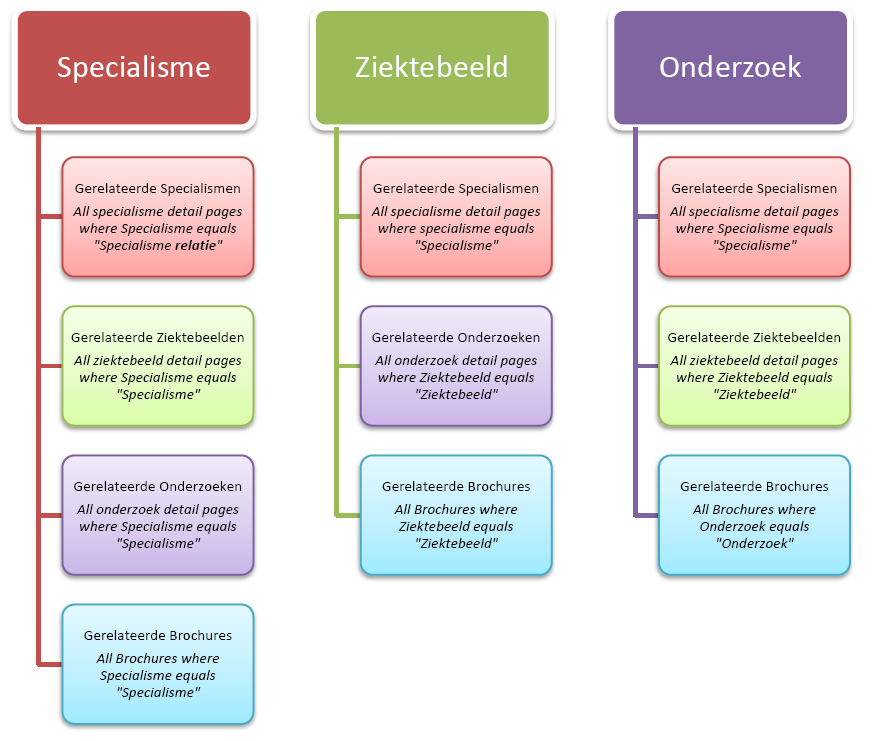 Specialisme
Gerelateerde Specialismen
All specialisme detail pages
where Specialisme equals
"Specialisme relatie"
Gerelateerde Ziektebeelden
All ziektebeeld detail pages
where Specialisme equals
"Specialisme"
Gerelateerde Onderzoeken
All onderzoek detail pages
where Specialisme equals
"Specialisme"
Gerelateerde Brochures
All Brochures where
Specialisme equals
"Specialisme"
Ziektebeeld
Gerelateerde Specialismen
All specialisme detail pages
where specialisme equals
"Specialisme"
Gerelateerde Onderzoeken
All onderzoek detail pages
where Ziektebeeld equals
"Ziektebeeld"
Gerelateerde Brochures
All Brochures where
Ziektebeeld equals
"Ziektebeeld"
Onderzoek
Gerelateerde Specialismen
All specialisme detail pages
where Specialisme equals
"Specialisme"
Gerelateerde Ziektebeelden
All ziektebeeld detail pages
where Ziektebeeld equals
"Ziektebeeld"
Gerelateerde Brochures
All Brochures where
Onderzoek equals
"Onderzoek"